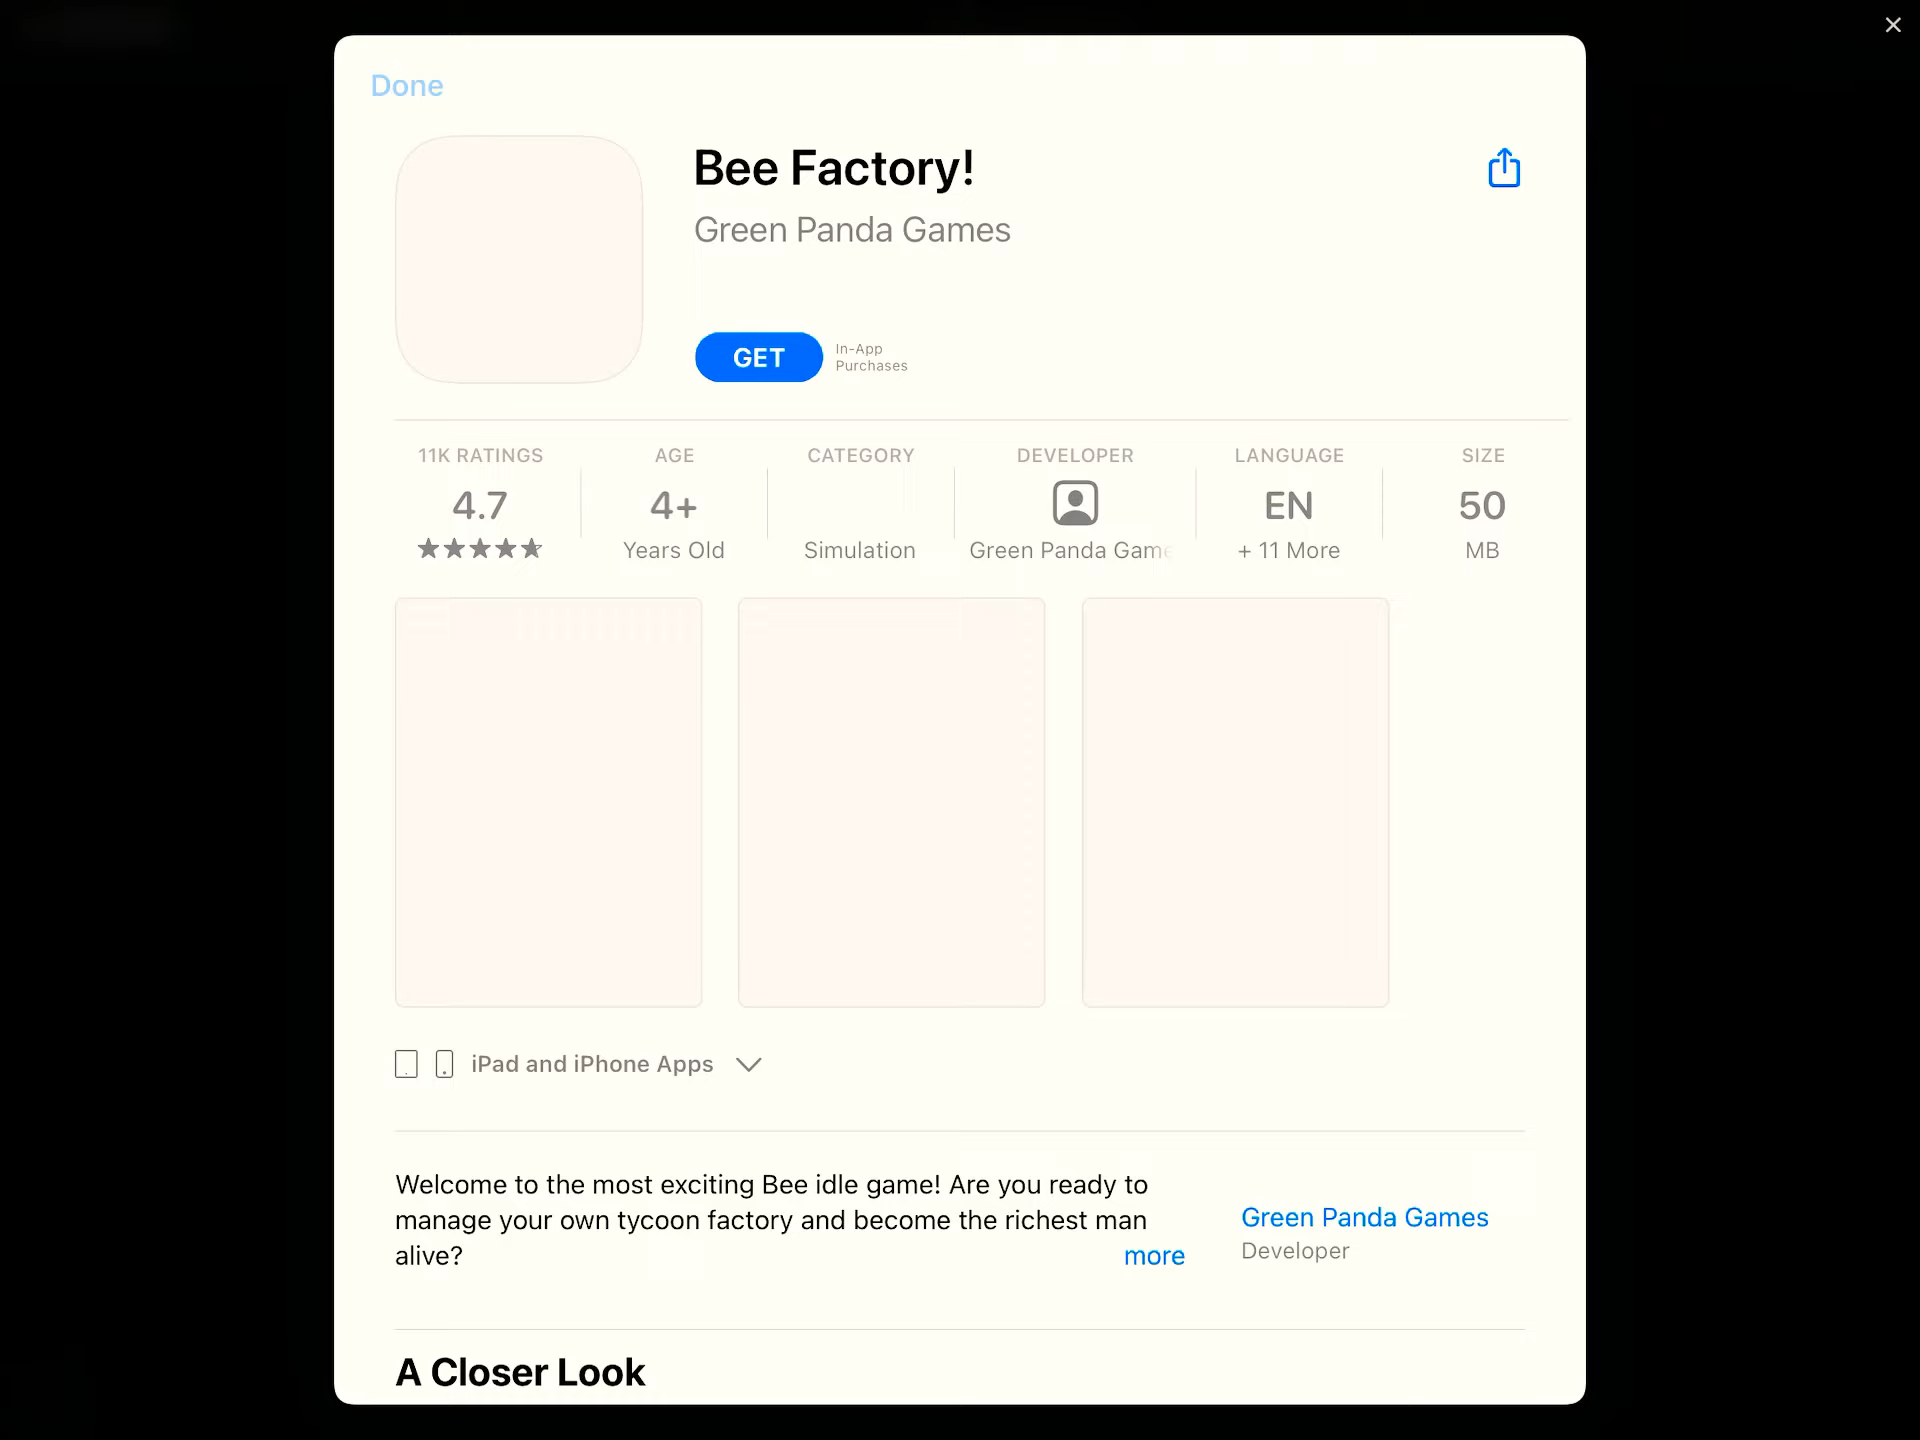 Done
Bee Factory!
Green Panda Games
GET
In-App
Purchases
11K RATINGS
4.7
AGE
4+
Years Old
CATEGORY
Simulation
DEVELOPER
Green Panda Game
LANGUAGE
EN
+ 11 More
SIZE
50
MB
iPad and iPhone Apps
Welcome to the most exciting Bee idle game! Are you ready to
manage your own tycoon factory and become the richest man
alive?
more
Green Panda Games
Developer
A Closer Look